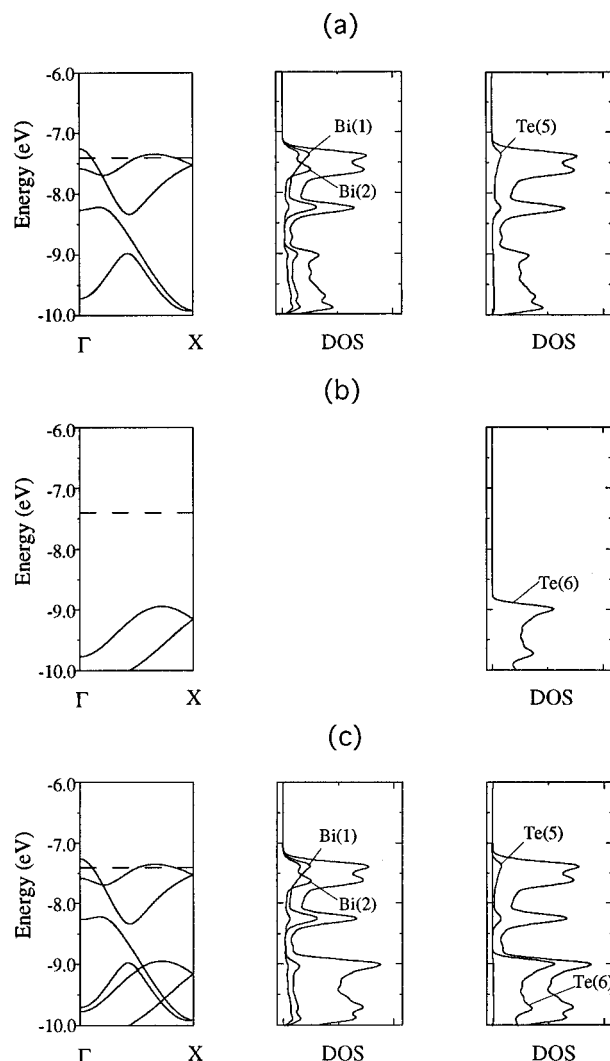 (a)
Energy (eV)
-6.0
-7.0
-8.0
-9.0
-10.0
Γ
X
Bi(1)
Bi(2)
DOS
Te(5)
DOS
(b)
Energy (eV)
-6.0
-7.0
-8.0
-9.0
-10.0
Γ
X
Te(6)
DOS
(c)
Energy (eV)
-6.0
-7.0
-8.0
-9.0
-10.0
Γ
X
Bi(1)
Bi(2)
DOS
Te(5)
Te(6)
DOS